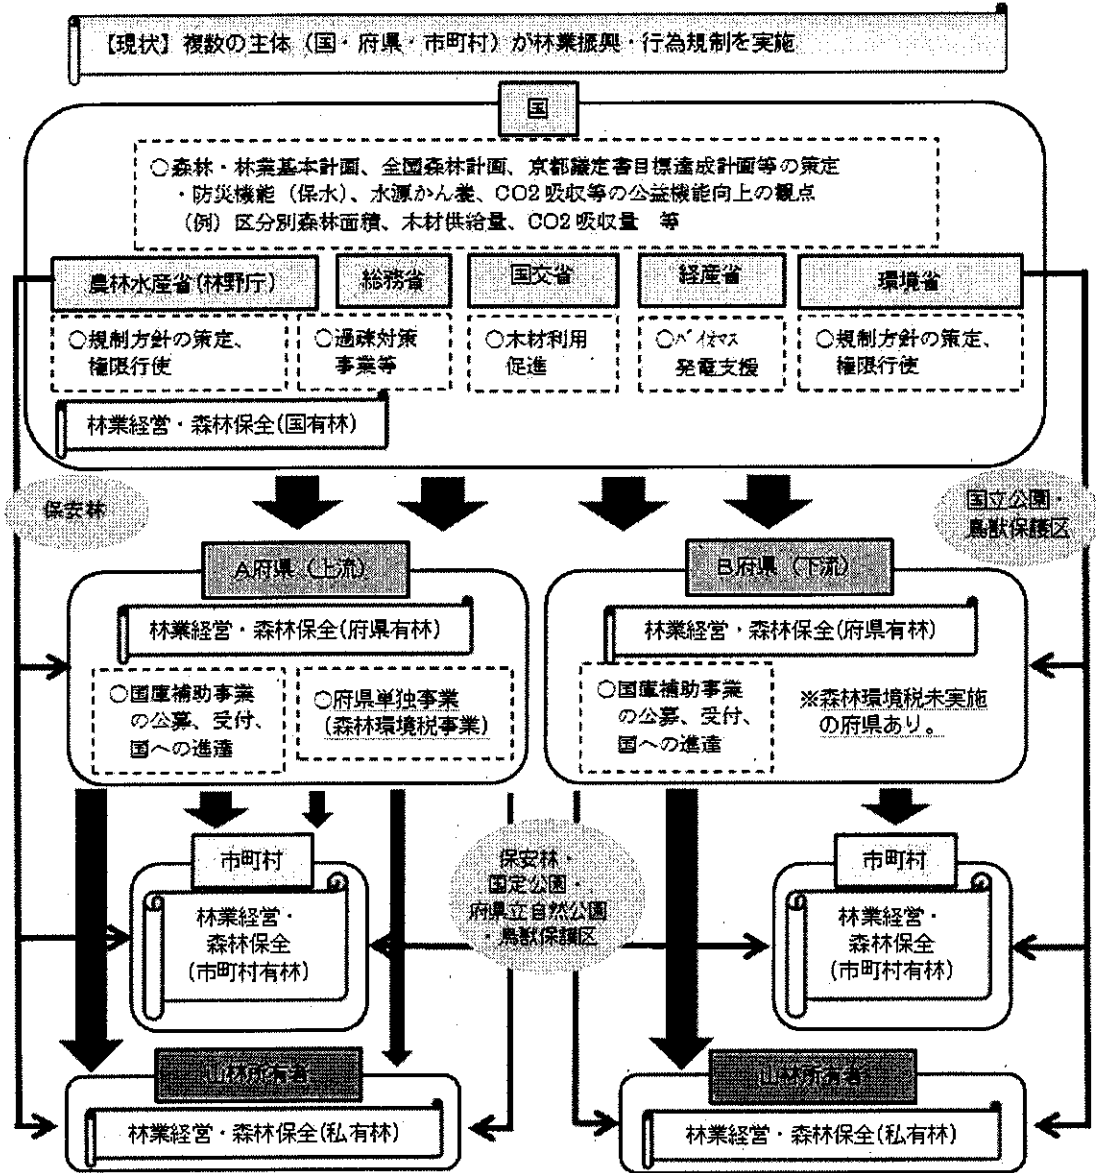 【現状】複数の主体（国・府県・市町村）が林業振興・行為規制を実施
国
○森林・林業基本計画、全国森林計画、京都議定書目標達成計画等の策定
・防災機能（保水）、水源かん養、CO2吸収等の公益機能向上の観点
（例）区分別森林面積、木材供給量、CO2吸収量　等
農林水産省(林野庁)
総務省
国交省
経産省
環境省
○規制方針の策定、
権限行使
○過疎対策
事業等
○木材利用
促進
○バイオマス
発電支援
○規制方針の策定、
権限行使
林業経営・森林保全(国有林)
保安林
国立公園・
鳥獣保護区
A府県（上流）
B府県（下流）
林業経営・森林保全(府県有林)
林業経営・森林保全(府県有林)
○国庫補助事業
の公募、受付、
国への進達
○府県単独事業
(森林環境税事業)
○国庫補助事業
の公募、受付、
国への進達
※森林環境税未実施
の府県あり。
市町村
保安林・
国定公園・
府県立自然公園
・鳥獣保護区
市町村
林業経営・
森林保全
(市町村有林)
林業経営・
森林保全
(市町村有林)
山林所有者
山林所有者
林業経営・森林保全(私有林)
林業経営・森林保全(私有林)